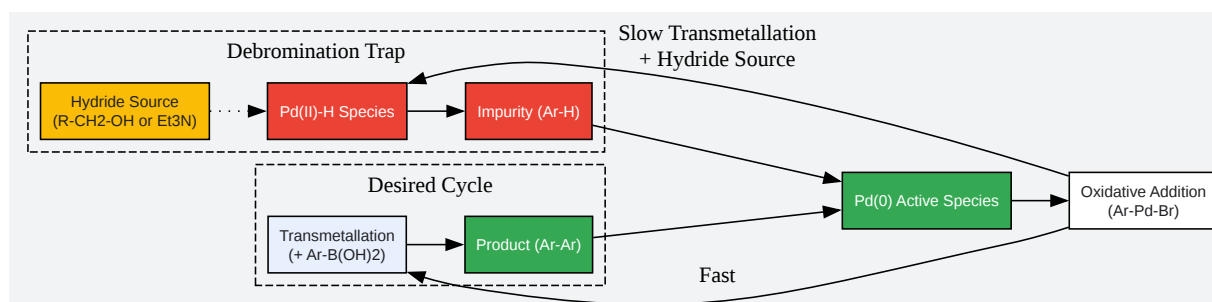 Slow Transmetallation
+ Hydride Source
Debromination Trap
Hydride Source
(R-CH2-OH or Et3N)
Pd(II)-H Species
Impurity (Ar-H)
Desired Cycle
Transmetallation
(+ Ar-B(OH)2)
Product (Ar-Ar)
Pd(0) Active Species
Oxidative Addition
(Ar-Pd-Br)
Fast